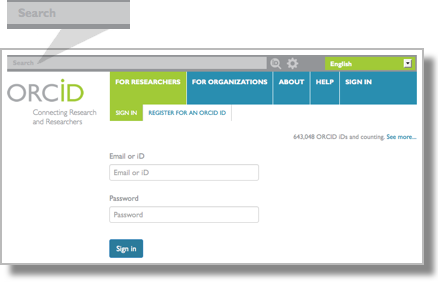 Search
Search
English
FOR RESEARCHERS FOR ORGANIZATIONS ABOUT HELP SIGN IN
ORCiD
SIGN IN REGISTER FOR AN ORCID ID
Connecting Research
and Researchers
643,048 ORCID iDs and counting. See more...
Email or iD
Email or iD
Password
Password
Sign in